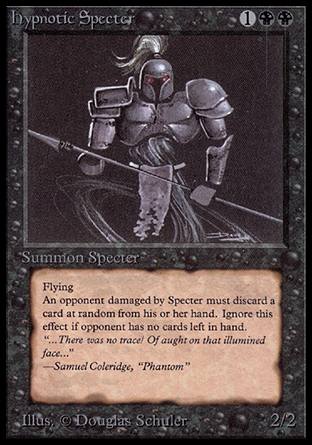 Hypnotic Specter 1
Summon Specter
Flying
An opponent damaged by Specter must discard a
card at random from his or her hand. Ignore this
effect if opponent has no cards left in hand.
"...There was no trace! Of aught on that illumined
face..."
—Samuel Coleridge, "Phantom"
Illus. © Douglas Schuler 2/2